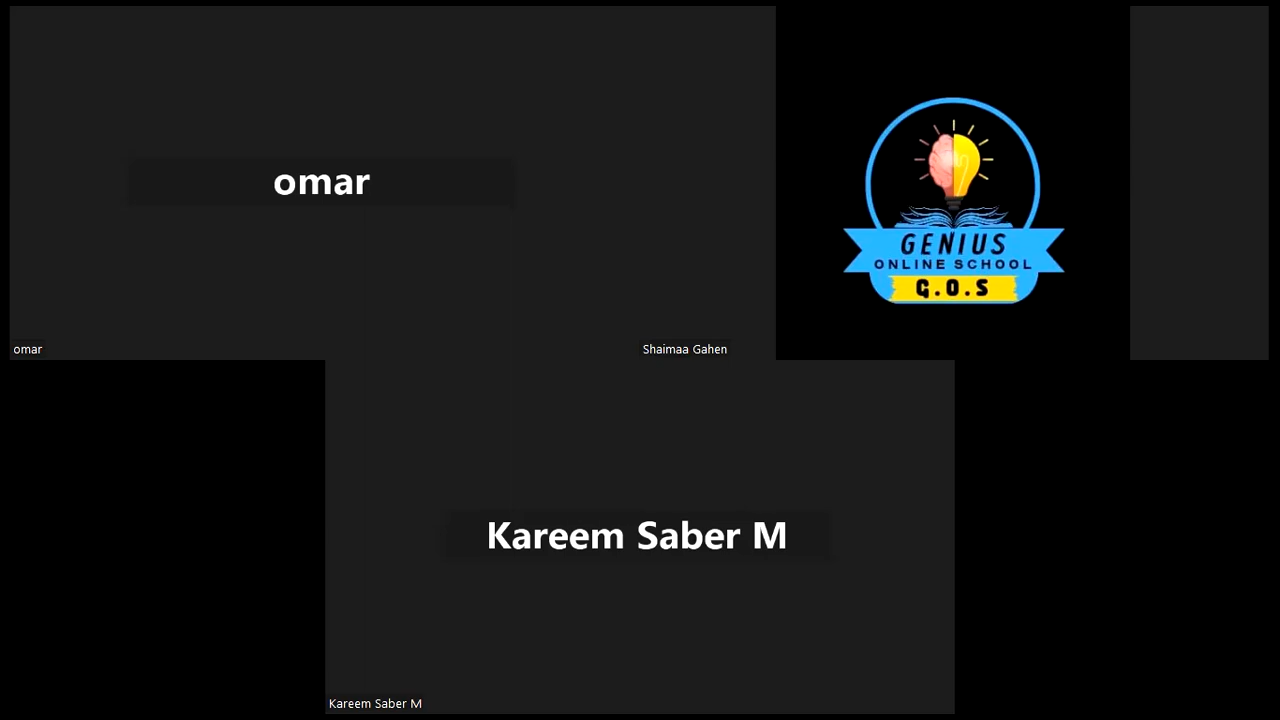 omar
omar
GENIUS
ONLINE SCHOOL
G.O.S
Shaimaa Gahen
Kareem Saber M
Kareem Saber M